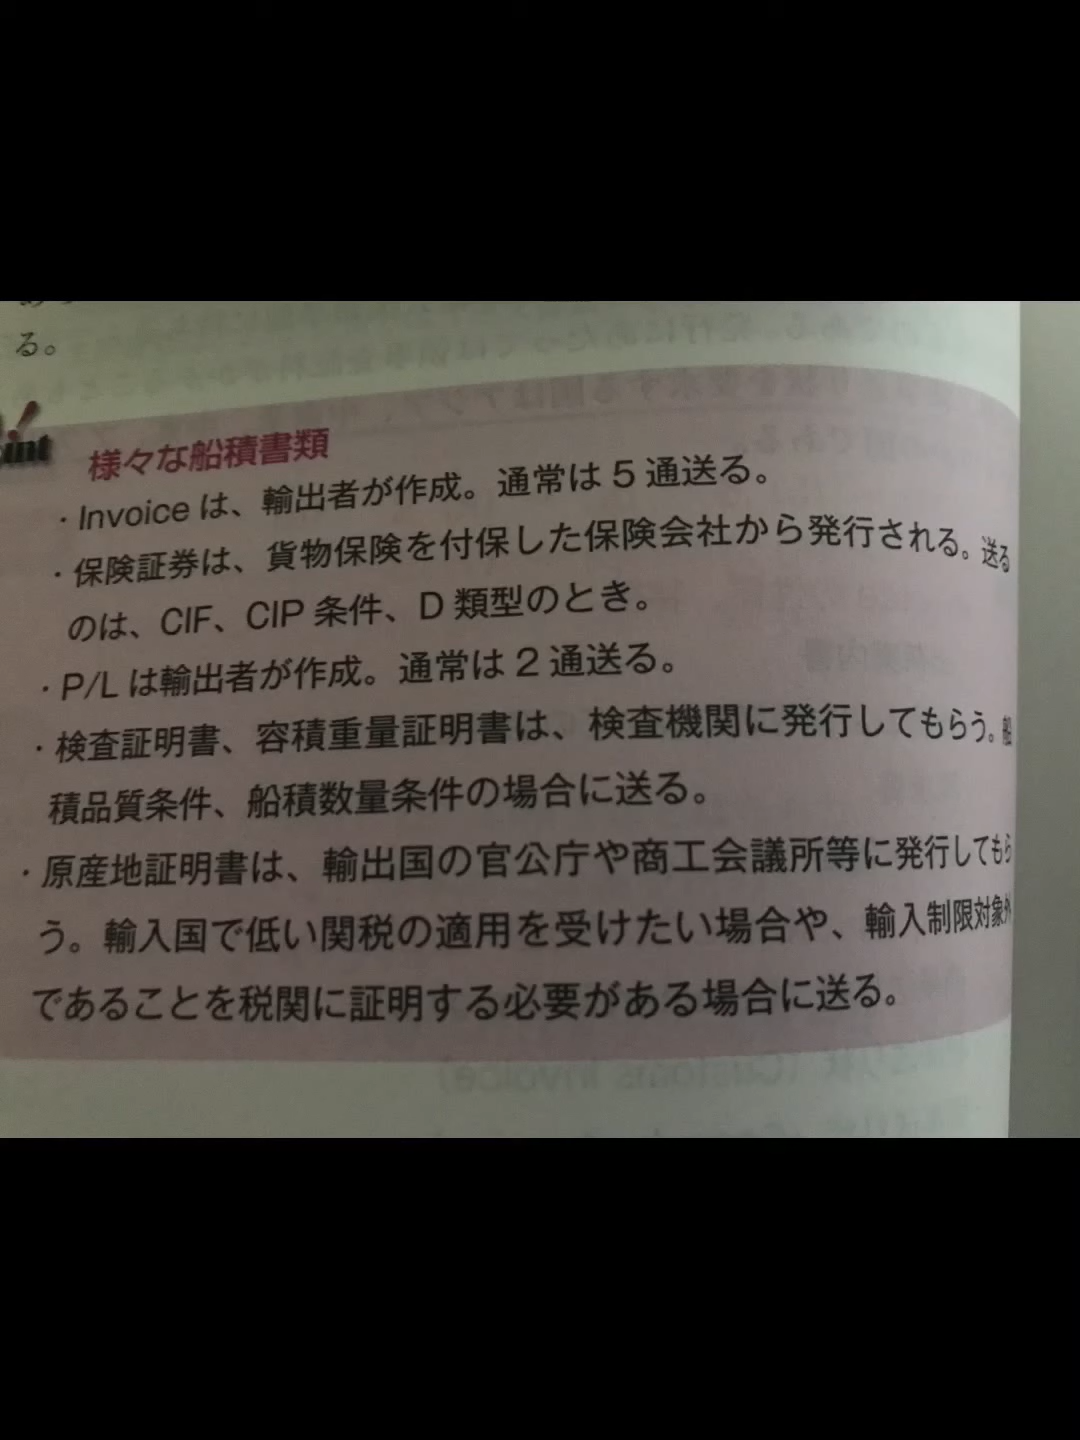 る。
様々な船積書類
・Invoice は、輸出者が作成。通常は 5 通送る。
・保険証券は、貨物保険を付保した保険会社から発行される。送る
のは、CIF、CIP 条件、D 類型のとき。
・P/L は輸出者が作成。通常は 2 通送る。
・検査証明書、容積重量証明書は、検査機関に発行してもらう。船
積品質条件、船積数量条件の場合に送る。
・原産地証明書は、輸出国の官公庁や商工会議所等に発行してもら
う。輸入国で低い関税の適用を受けたい場合や、輸入制限対象外
であることを税関に証明する必要がある場合に送る。